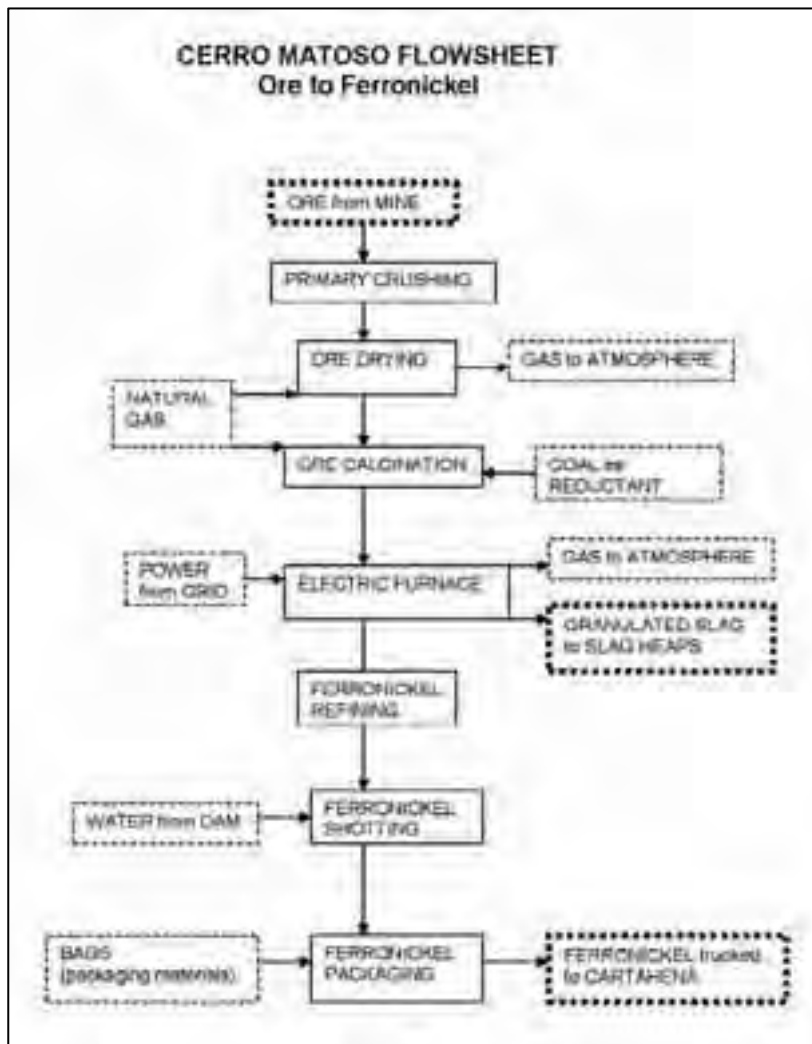 CERRO MATOSO FLOWSHEET
Ore to Ferronickel
ORE from MINE
PRIMARY CRUSHING
ORE DRYING
GAS to ATMOSPHERE
NATURAL
GAS
ORE CALCINATION
COAL as
REDUCTANT
POWER
from GRID
ELECTRIC FURNACE
GAS to ATMOSPHERE
GRANULATED SLAG
to SLAG HEAPS
FERRONICKEL
REFINING
WATER from DAM
FERRONICKEL
SHOTTING
BAGS
(packaging materials)
FERRONICKEL
PACKAGING
FERRONICKEL trucked
to CARTAHENA